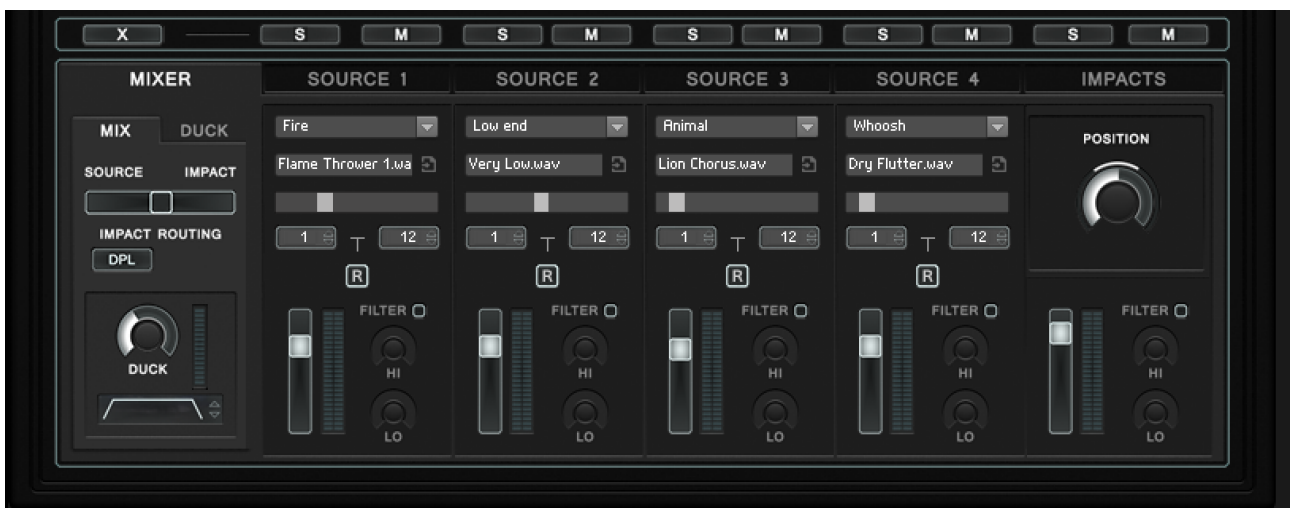 X S M S M S M S M S M
MIXER SOURCE 1 SOURCE 2 SOURCE 3 SOURCE 4 IMPACTS
MIX DUCK
SOURCE IMPACT
IMPACT ROUTING
DPL
DUCK
Fire
Flame Thrower 1.wa
1 12
R
FILTER
HI
LO
Low end
Very Low.wav
1 12
R
FILTER
HI
LO
Animal
Lion Chorus.wav
1 12
R
FILTER
HI
LO
Whoosh
Dry Flutter.wav
1 12
R
FILTER
HI
LO
POSITION
FILTER
HI
LO